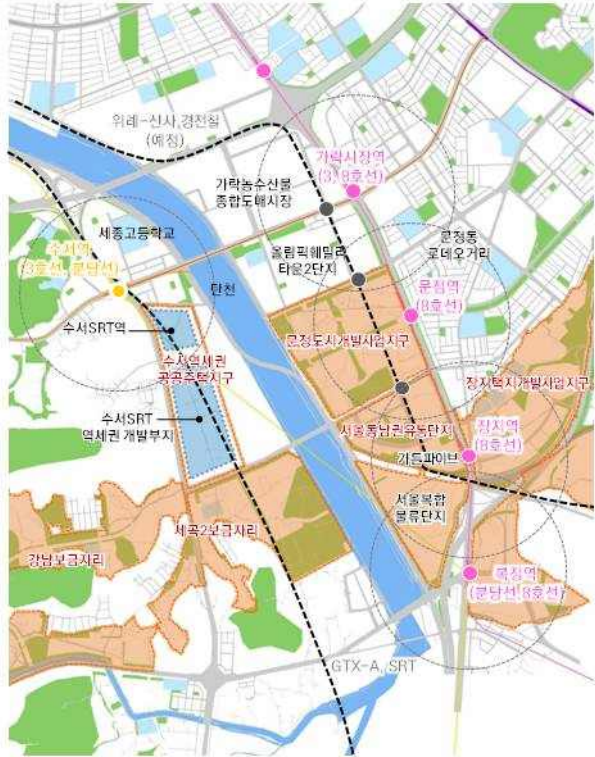 위례-신사 경전철
(예정)
가락시장역
(3, 8호선)
가락농수산물
종합도매시장
세종고등학교
수서역
(3호선, 분당선)
올림픽훼밀리
타운2단지
문정동
로데오거리
탄천
문정역
(8호선)
수서SRT역
문정도시개발사업지구
수서역세권
공공주택지구
장지택지개발사업지구
수서SRT
역세권 개발부지
서울동남권유통단지
장지역
(8호선)
가든파이브
서울복합
물류단지
세곡2보금자리
강남보금자리
복정역
(분당선, 8호선)
GTX-A, SRT